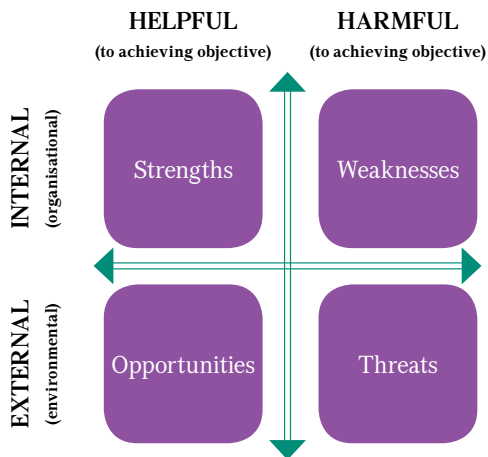 HELPFUL
(to achieving objective)
HARMFUL
(to achieving objective)
INTERNAL
(organisational)
Strengths
Weaknesses
EXTERNAL
(environmental)
Opportunities
Threats